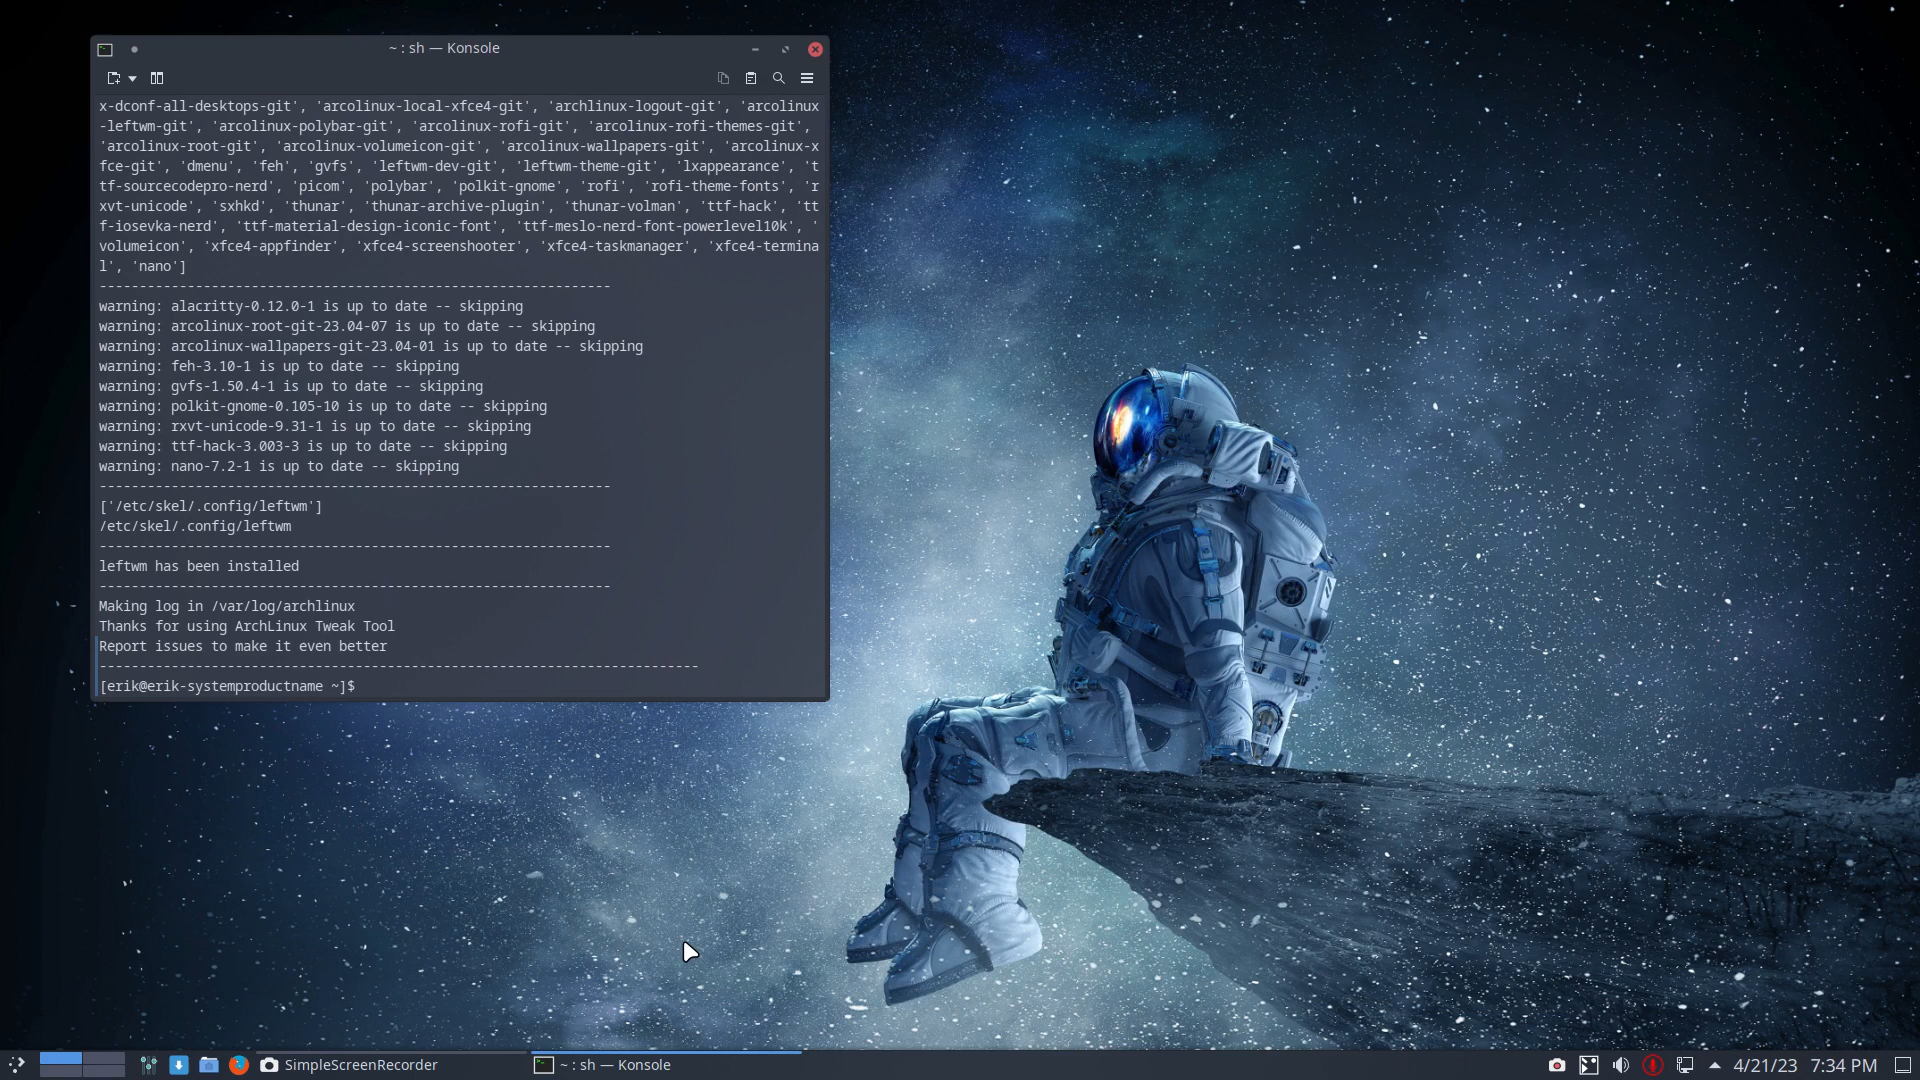 ~ : sh — Konsole
x-dconf-all-desktops-git', 'arcolinux-local-xfce4-git', 'archlinux-logout-git', 'arcolinux
-leftwm-git', 'arcolinux-polybar-git', 'arcolinux-rofi-git', 'arcolinux-rofi-themes-git',
'arcolinux-root-git', 'arcolinux-volumeicon-git', 'arcolinux-wallpapers-git', 'arcolinux-x
fce-git', 'dmenu', 'feh', 'gvfs', 'leftwm-dev-git', 'leftwm-theme-git', 'lxappearance', 't
tf-sourcecodepro-nerd', 'picom', 'polybar', 'polkit-gnome', 'rofi', 'rofi-theme-fonts', 'r
xvt-unicode', 'sxhkd', 'thunar', 'thunar-archive-plugin', 'thunar-volman', 'ttf-hack', 'tt
f-iosevka-nerd', 'ttf-material-design-iconic-font', 'ttf-meslo-nerd-font-powerlevel10k', '
volumeicon', 'xfce4-appfinder', 'xfce4-screenshooter', 'xfce4-taskmanager', 'xfce4-termina
l', 'nano']
----------------------------------------------------------------
warning: alacritty-0.12.0-1 is up to date -- skipping
warning: arcolinux-root-git-23.04-07 is up to date -- skipping
warning: arcolinux-wallpapers-git-23.04-01 is up to date -- skipping
warning: feh-3.10-1 is up to date -- skipping
warning: gvfs-1.50.4-1 is up to date -- skipping
warning: polkit-gnome-0.105-10 is up to date -- skipping
warning: rxvt-unicode-9.31-1 is up to date -- skipping
warning: ttf-hack-3.003-3 is up to date -- skipping
warning: nano-7.2-1 is up to date -- skipping
----------------------------------------------------------------
['/etc/skel/.config/leftwm']
/etc/skel/.config/leftwm
----------------------------------------------------------------
leftwm has been installed
----------------------------------------------------------------
Making log in /var/log/archlinux
Thanks for using ArchLinux Tweak Tool
Report issues to make it even better
---------------------------------------------------------------------------
[erik@erik-systemproductname ~]$
SimpleScreenRecorder
~ : sh — Konsole
4/21/23 7:34 PM